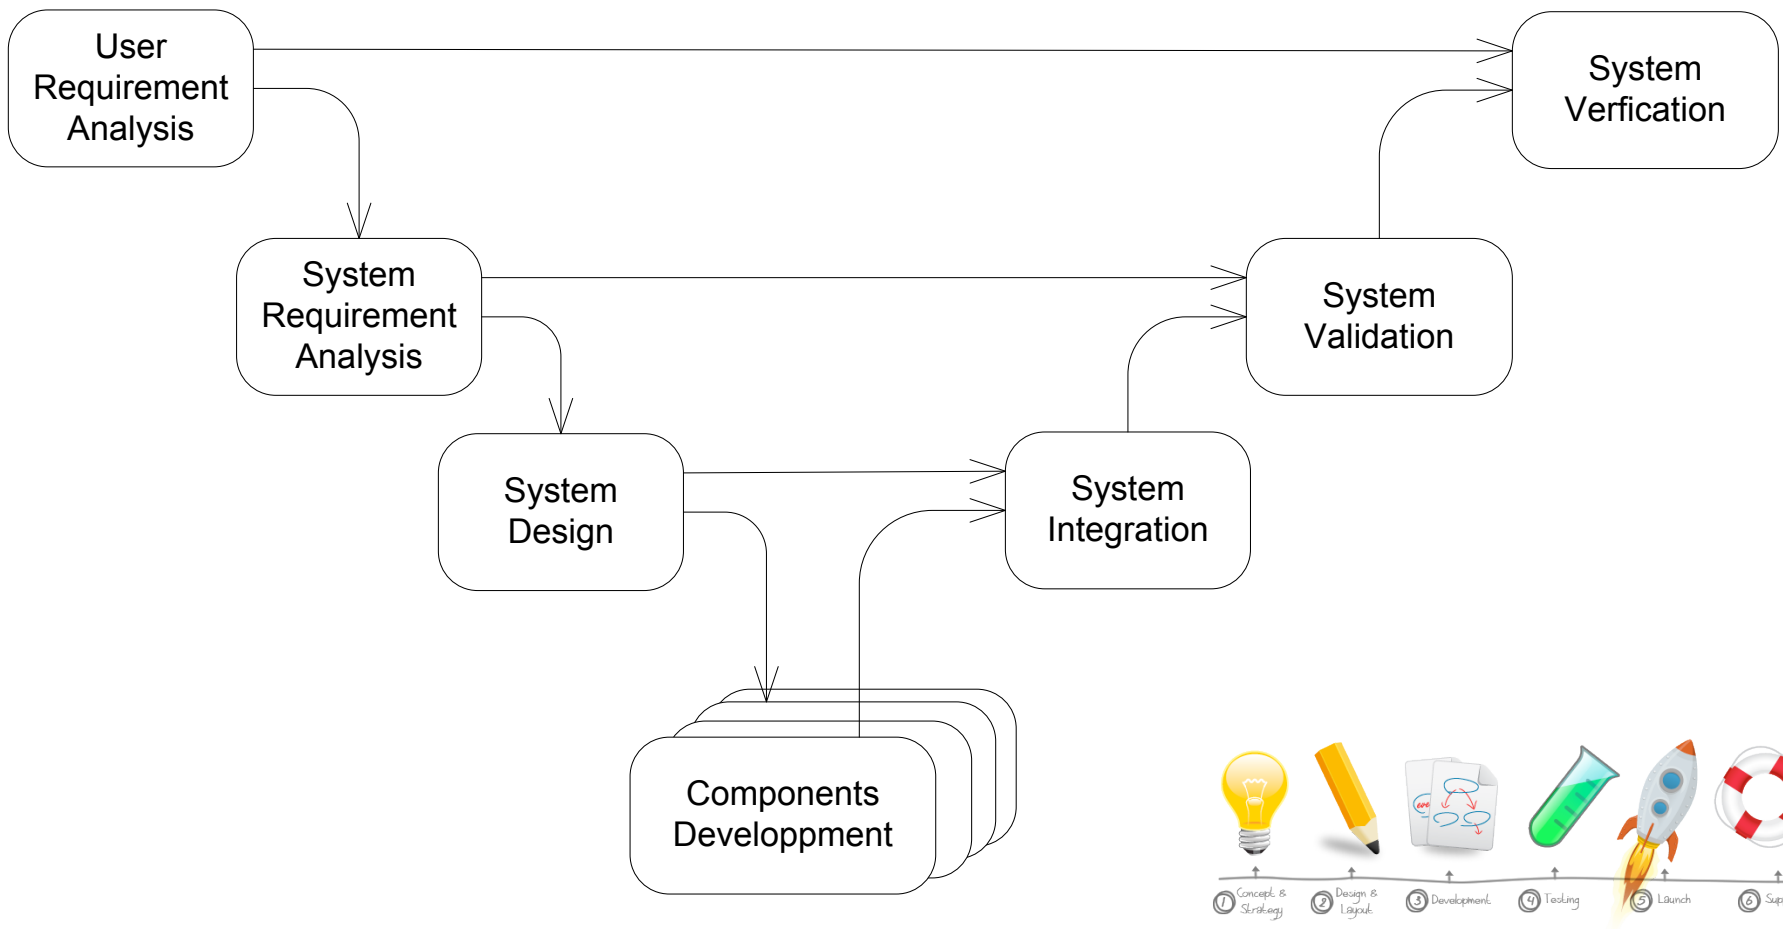 User
Requirement
Analysis
System
Verfication
System
Requirement
Analysis
System
Validation
System
Design
System
Integration
Components
Developpment
1 Concept &
Strategy
2 Design &
Layout
3 Development
4 Testing
5 Launch
6